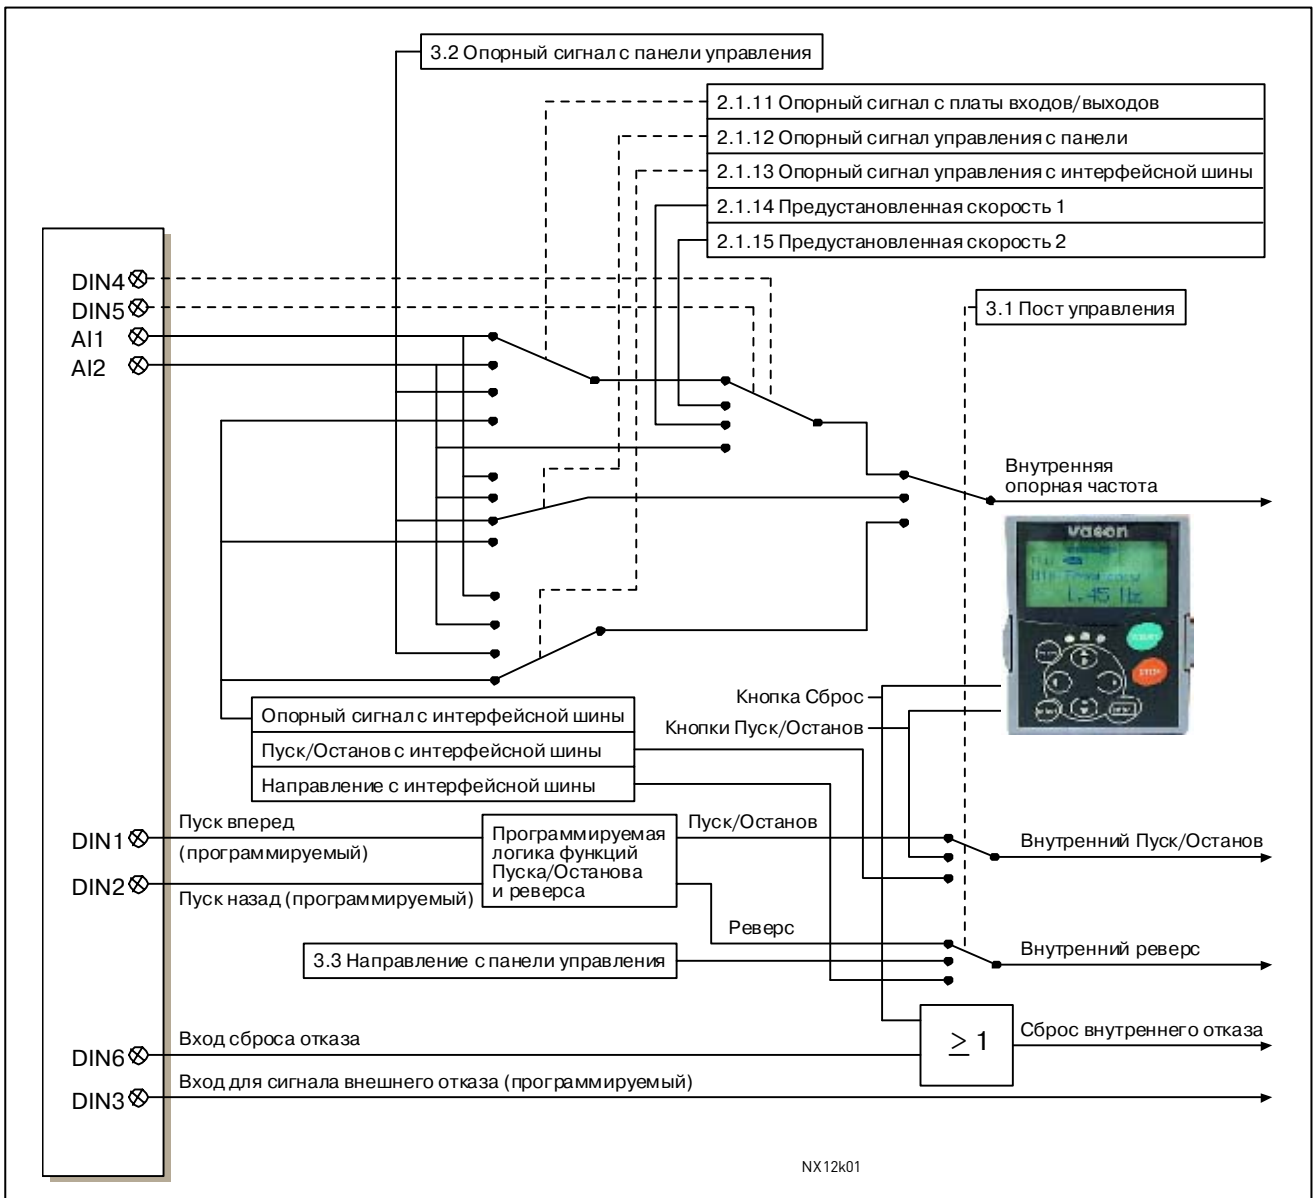 3.2 Опорный сигнал с панели управления
2.1.11 Опорный сигнал с платы входов/выходов
2.1.12 Опорный сигнал управления с панели
2.1.13 Опорный сигнал управления с интерфейсной шины
2.1.14 Предустановленная скорость 1
2.1.15 Предустановленная скорость 2
DIN4
DIN5
AI1
AI2
3.1 Пост управления
Внутренняя
опорная частота
vacon
1.45 Hz
STOP
Кнопка Сброс
Кнопки Пуск/Останов
Опорный сигнал с интерфейсной шины
Пуск/Останов с интерфейсной шины
Направление с интерфейсной шины
DIN1
Пуск вперед
(программируемый)
DIN2
Пуск назад (программируемый)
Программируемая
логика функций
Пуска/Останова
и реверса
Пуск/Останов
Внутренний Пуск/Останов
Реверс
3.3 Направление с панели управления
Внутренний реверс
Вход сброса отказа
DIN6
≥ 1
Сброс внутреннего отказа
Вход для сигнала внешнего отказа (программируемый)
DIN3
NX12k01